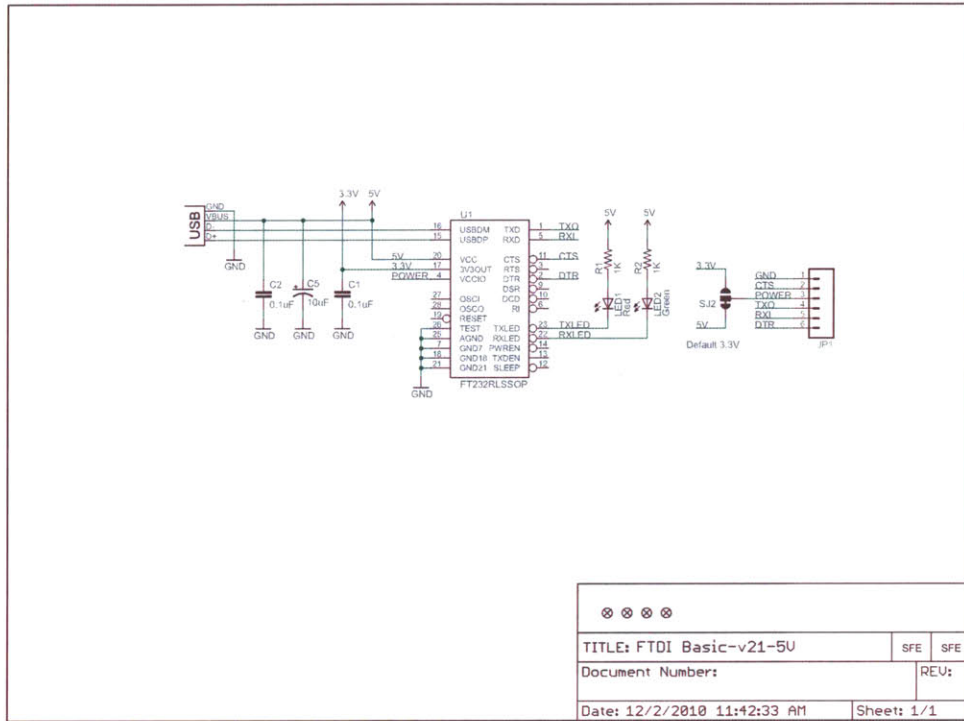 3.3V
5V
USB
GND
VBUS
D-
D+
GND
C2
0.1uF
GND
C5
10uF
GND
C1
0.1uF
GND
5V
3.3V
POWER
U1
16 USBDM TXD 1 TXO
15 USBDP RXD 5 RXI
20 VCC CTS 11 CTS
17 3V3OUT RTS 3
4 VCCIO DTR 2 DTR
DSR 9
27 OSCI DCD 10
28 OSCO RI 6
19 RESET
26 TEST TXLED 23 TXLED
25 AGND RXLED 22 RXLED
7 GND7 PWREN 14
18 GND18 TXDEN 13
21 GND21 SLEEP 12
FT232RLSSOP
GND
5V
5V
R1
1K
R2
1K
LED1
Red
LED2
Green
3.3V
SJ2
5V
Default 3.3V
GND 1
CTS 2
POWER 3
TXO 4
RXI 5
DTR 6
JP1
TITLE: FTDI Basic-v21-5V
SFE
SFE
Document Number:
REV:
Date: 12/2/2010 11:42:33 AM
Sheet: 1/1